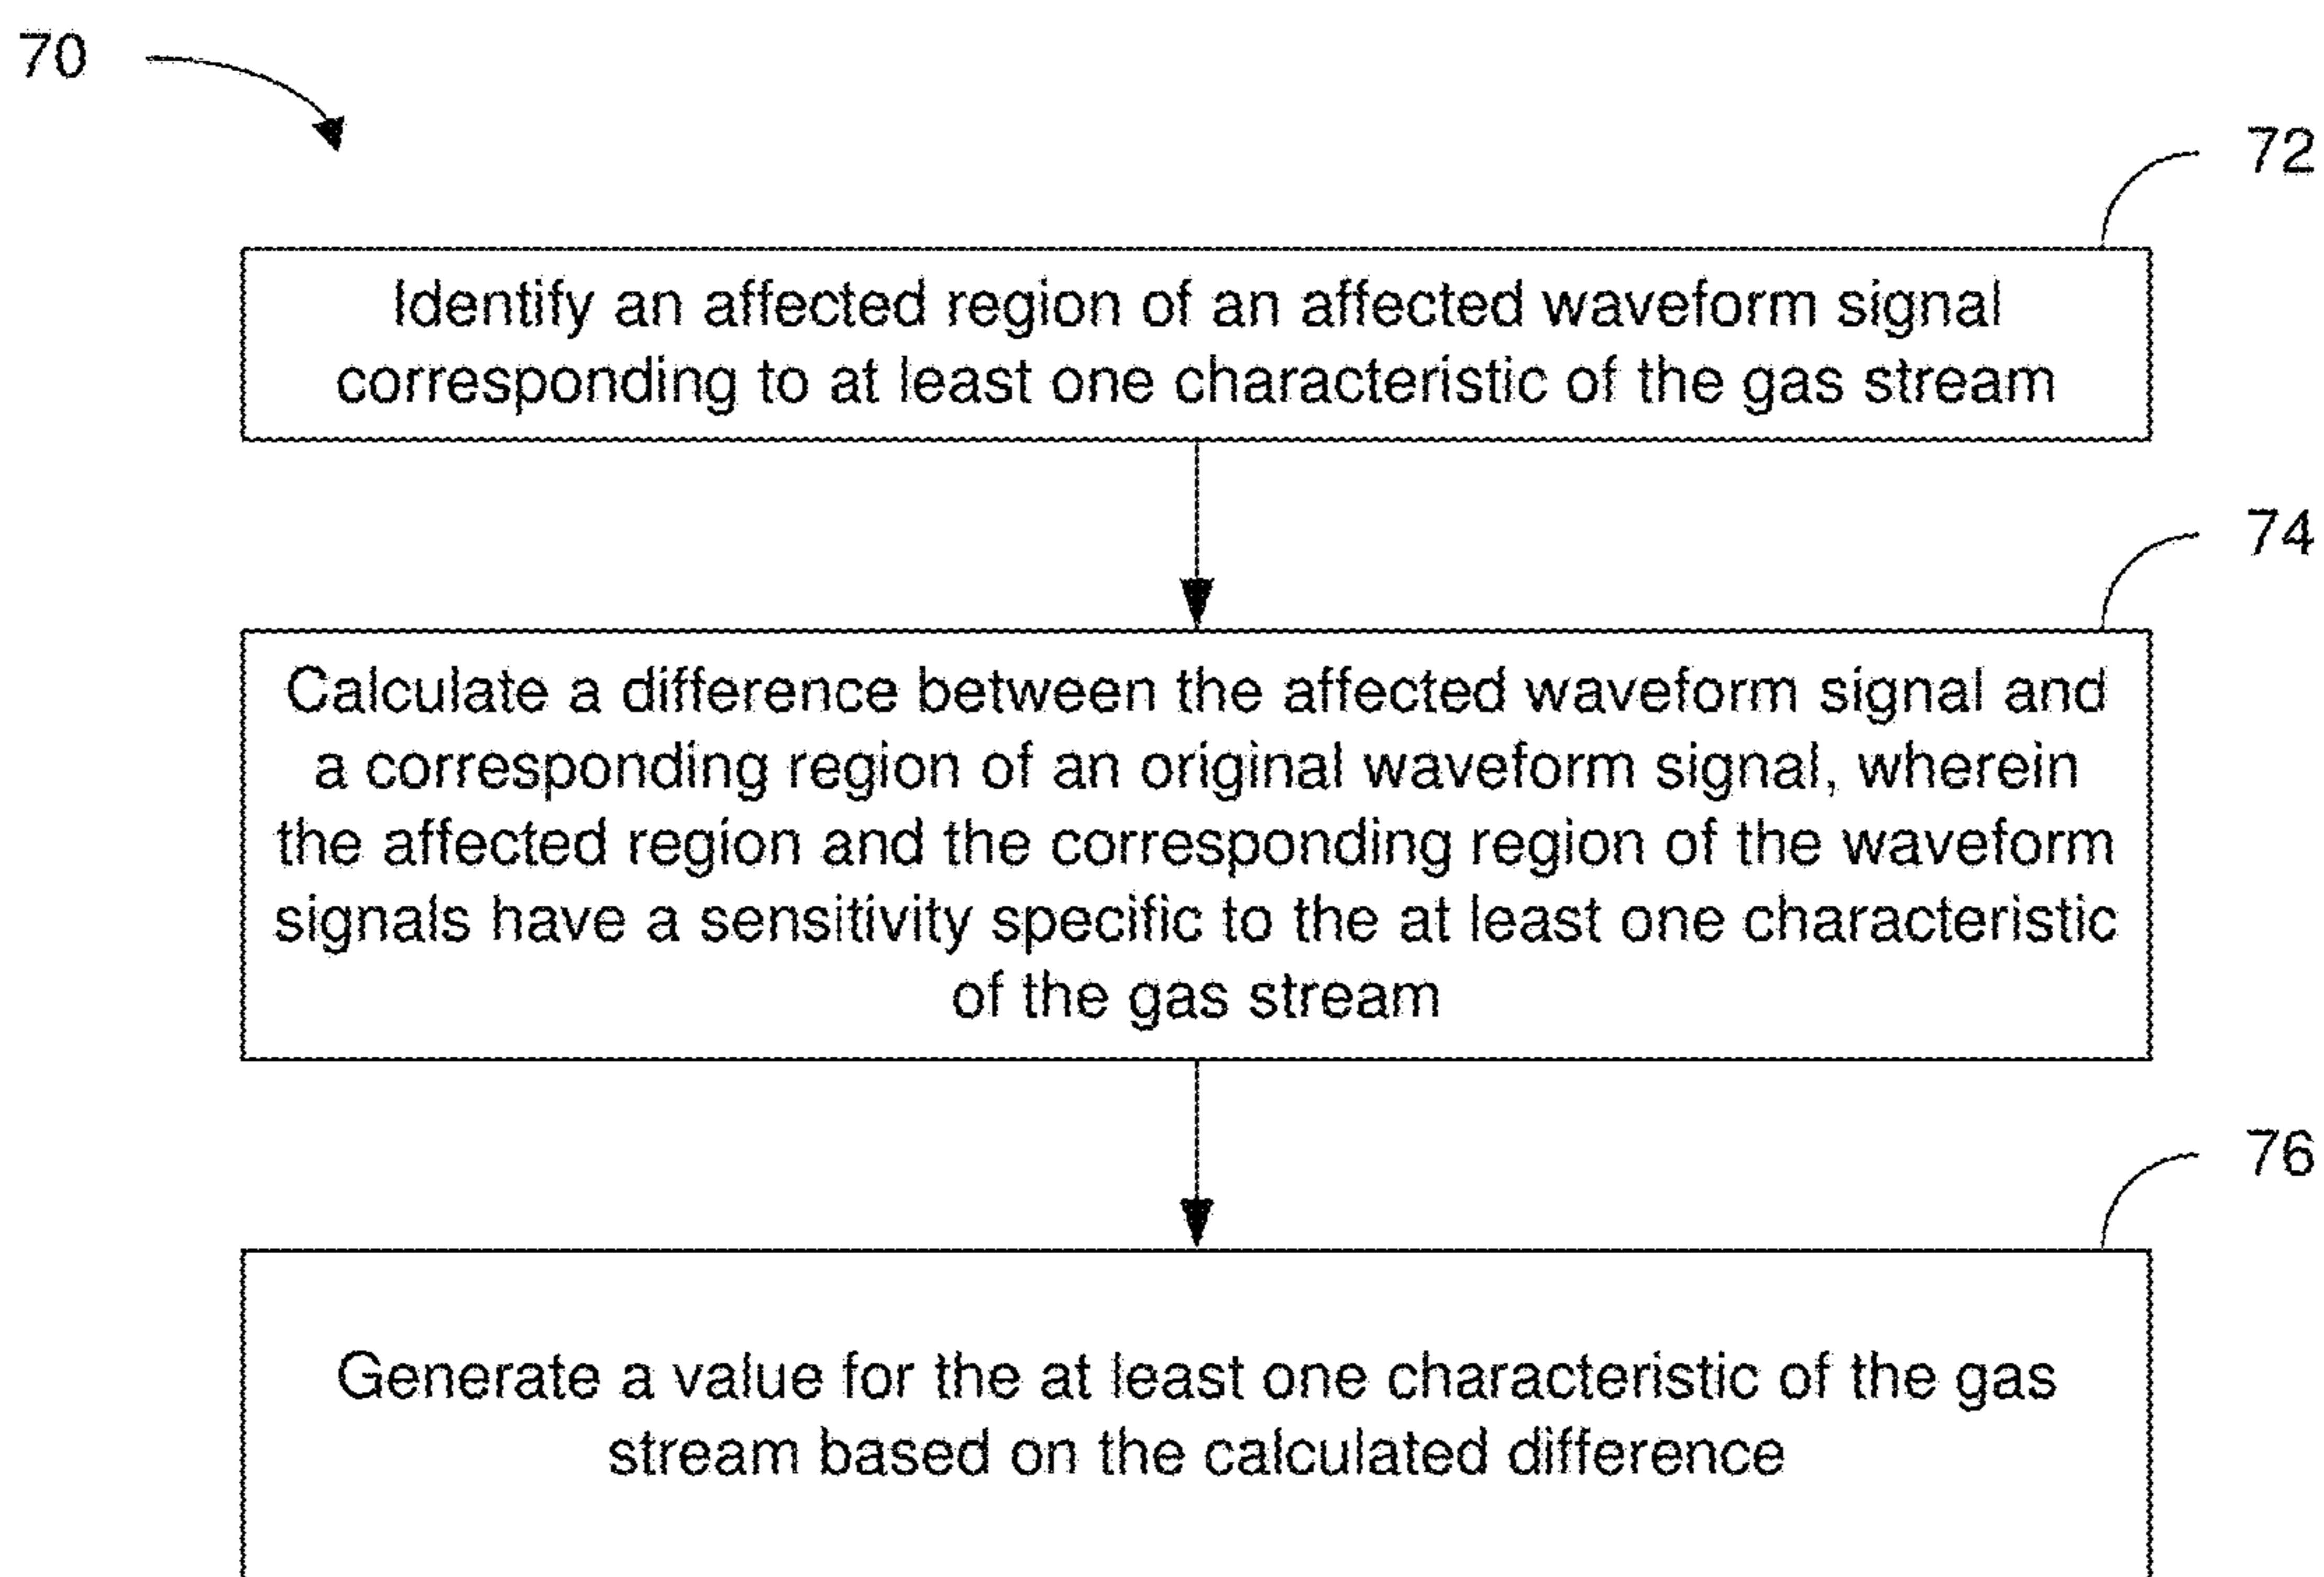 70
72
Identify an affected region of an affected waveform signal
corresponding to at least one characteristic of the gas stream
74
Calculate a difference between the affected waveform signal and
a corresponding region of an original waveform signal, wherein
the affected region and the corresponding region of the waveform
signals have a sensitivity specific to the at least one characteristic
of the gas stream
76
Generate a value for the at least one characteristic of the gas
stream based on the calculated difference